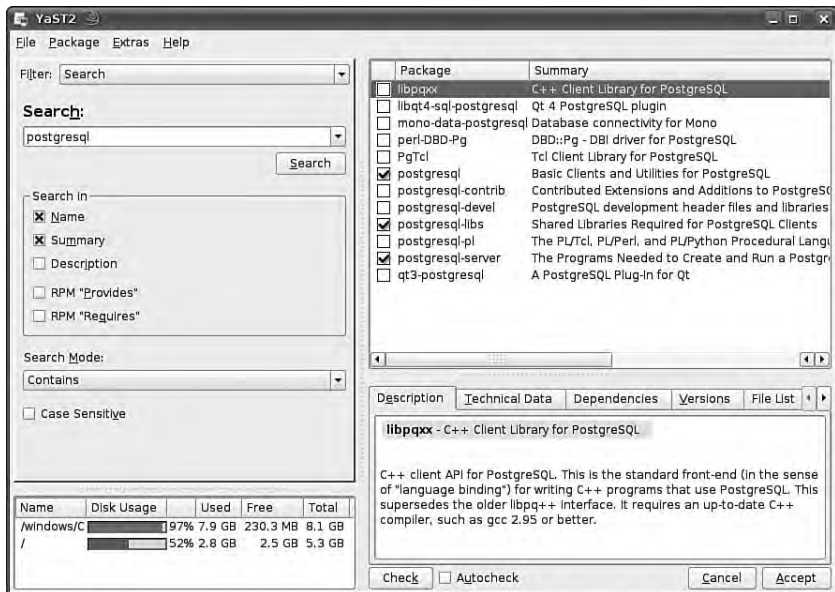 YaST2
File Package Extras Help
Filter: Search
Search:
postgresql
Search
Search in
Name
Summary
Description
RPM "Provides"
RPM "Requires"
Search Mode:
Contains
Case Sensitive
Name Disk Usage Used Free Total
/windows/C 97% 7.9 GB 230.3 MB 8.1 GB
/ 52% 2.8 GB 2.5 GB 5.3 GB
Package Summary
libpqxx C++ Client Library for PostgreSQL
libqt4-sql-postgresql Qt 4 PostgreSQL plugin
mono-data-postgresql Database connectivity for Mono
perl-DBD-Pg DBD::Pg - DBI driver for PostgreSQL
PgTcl Tcl Client Library for PostgreSQL
postgresql Basic Clients and Utilities for PostgreSQL
postgresql-contrib Contributed Extensions and Additions to PostgreSQ
postgresql-devel PostgreSQL development header files and libraries
postgresql-libs Shared Libraries Required for PostgreSQL Clients
postgresql-pl The PL/Tcl, PL/Perl, and PL/Python Procedural Langu
postgresql-server The Programs Needed to Create and Run a Postgr
qt3-postgresql A PostgreSQL Plug-In for Qt
Description Technical Data Dependencies Versions File List
libpqxx - C++ Client Library for PostgreSQL
C++ client API for PostgreSQL. This is the standard front-end (in the sense
of "language binding") for writing C++ programs that use PostgreSQL. This
supersedes the older libpq++ interface. It requires an up-to-date C++
compiler, such as gcc 2.95 or better.
Check Autocheck Cancel Accept